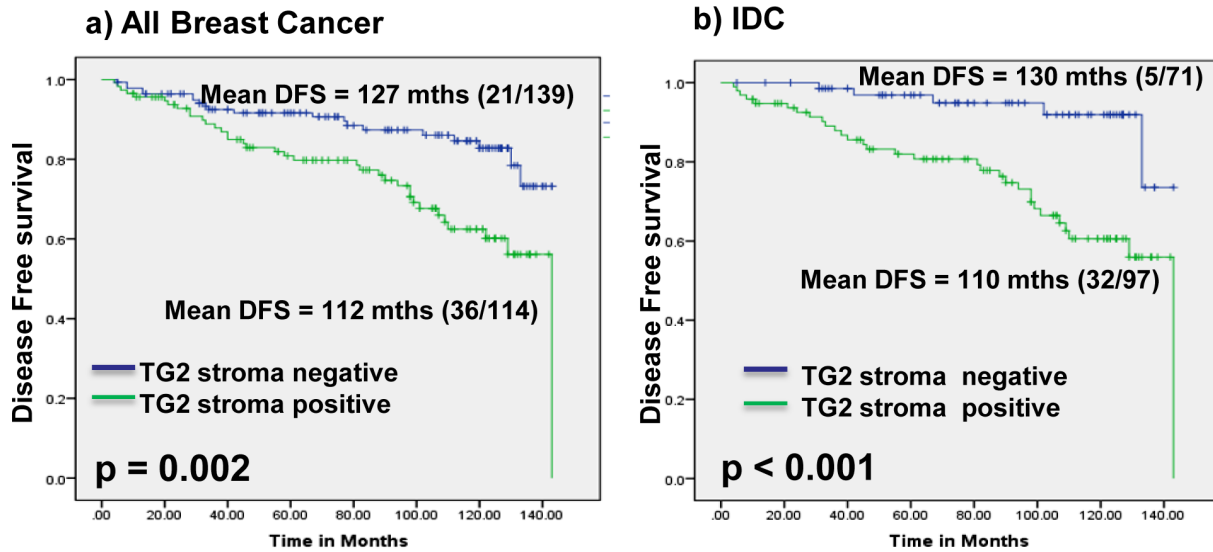 a) All Breast Cancer
Disease Free survival
1.0
0.8
0.6
0.4
0.2
0.0
Mean DFS = 127 mths (21/139)
Mean DFS = 112 mths (36/114)
TG2 stroma negative
TG2 stroma positive
p = 0.002
.00 20.00 40.00 60.00 80.00 100.00 120.00 140.00
Time in Months
b) IDC
Disease Free survival
1.0
0.8
0.6
0.4
0.2
0.0
Mean DFS = 130 mths (5/71)
Mean DFS = 110 mths (32/97)
TG2 stroma negative
TG2 stroma positive
p < 0.001
.00 20.00 40.00 60.00 80.00 100.00 120.00 140.00
Time in Months